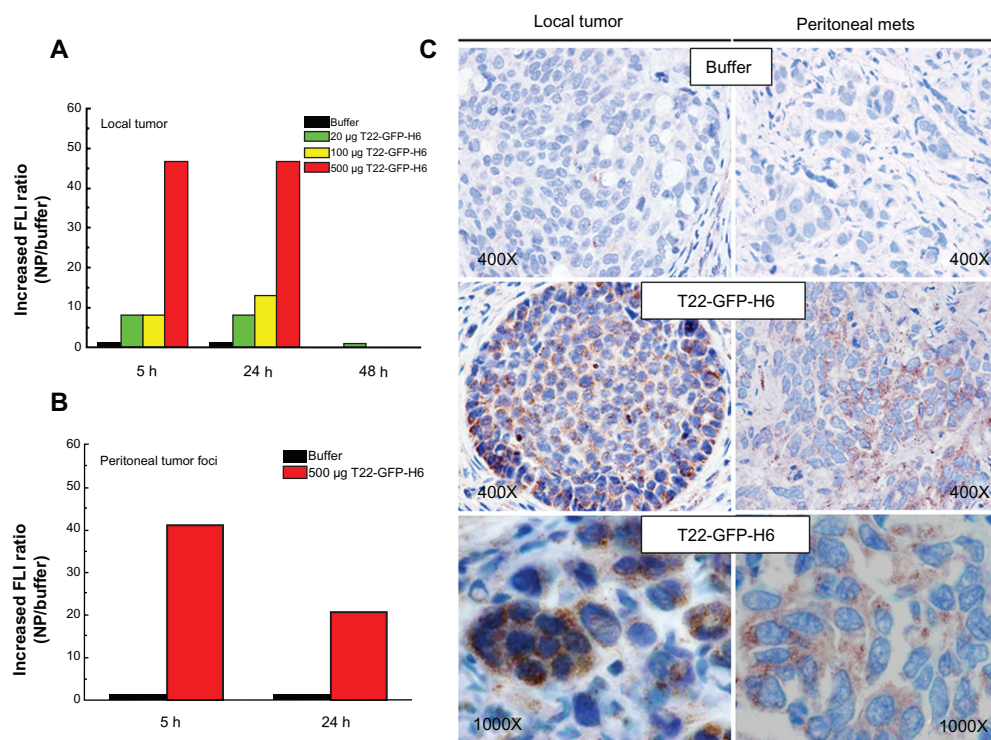 A
Increased FLI ratio
(NP/buffer)
60
50
40
30
20
10
0
Local tumor
Buffer
20 µg T22-GFP-H6
100 µg T22-GFP-H6
500 µg T22-GFP-H6
5 h
24 h
48 h
B
Increased FLI ratio
(NP/buffer)
60
50
40
30
20
10
0
Peritoneal tumor foci
Buffer
500 µg T22-GFP-H6
5 h
24 h
C
Local tumor
Peritoneal mets
Buffer
400X
400X
T22-GFP-H6
400X
400X
T22-GFP-H6
1000X
1000X